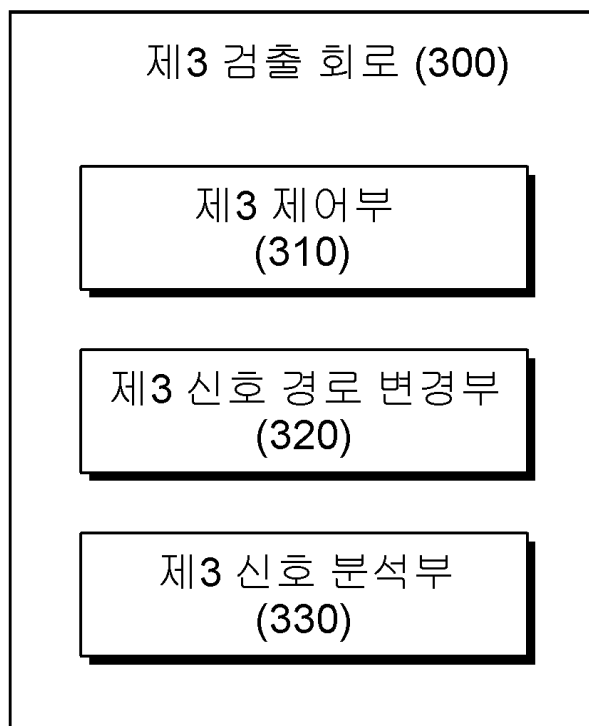 제3 검출 회로 (300)
제3 제어부
(310)
제3 신호 경로 변경부
(320)
제3 신호 분석부
(330)